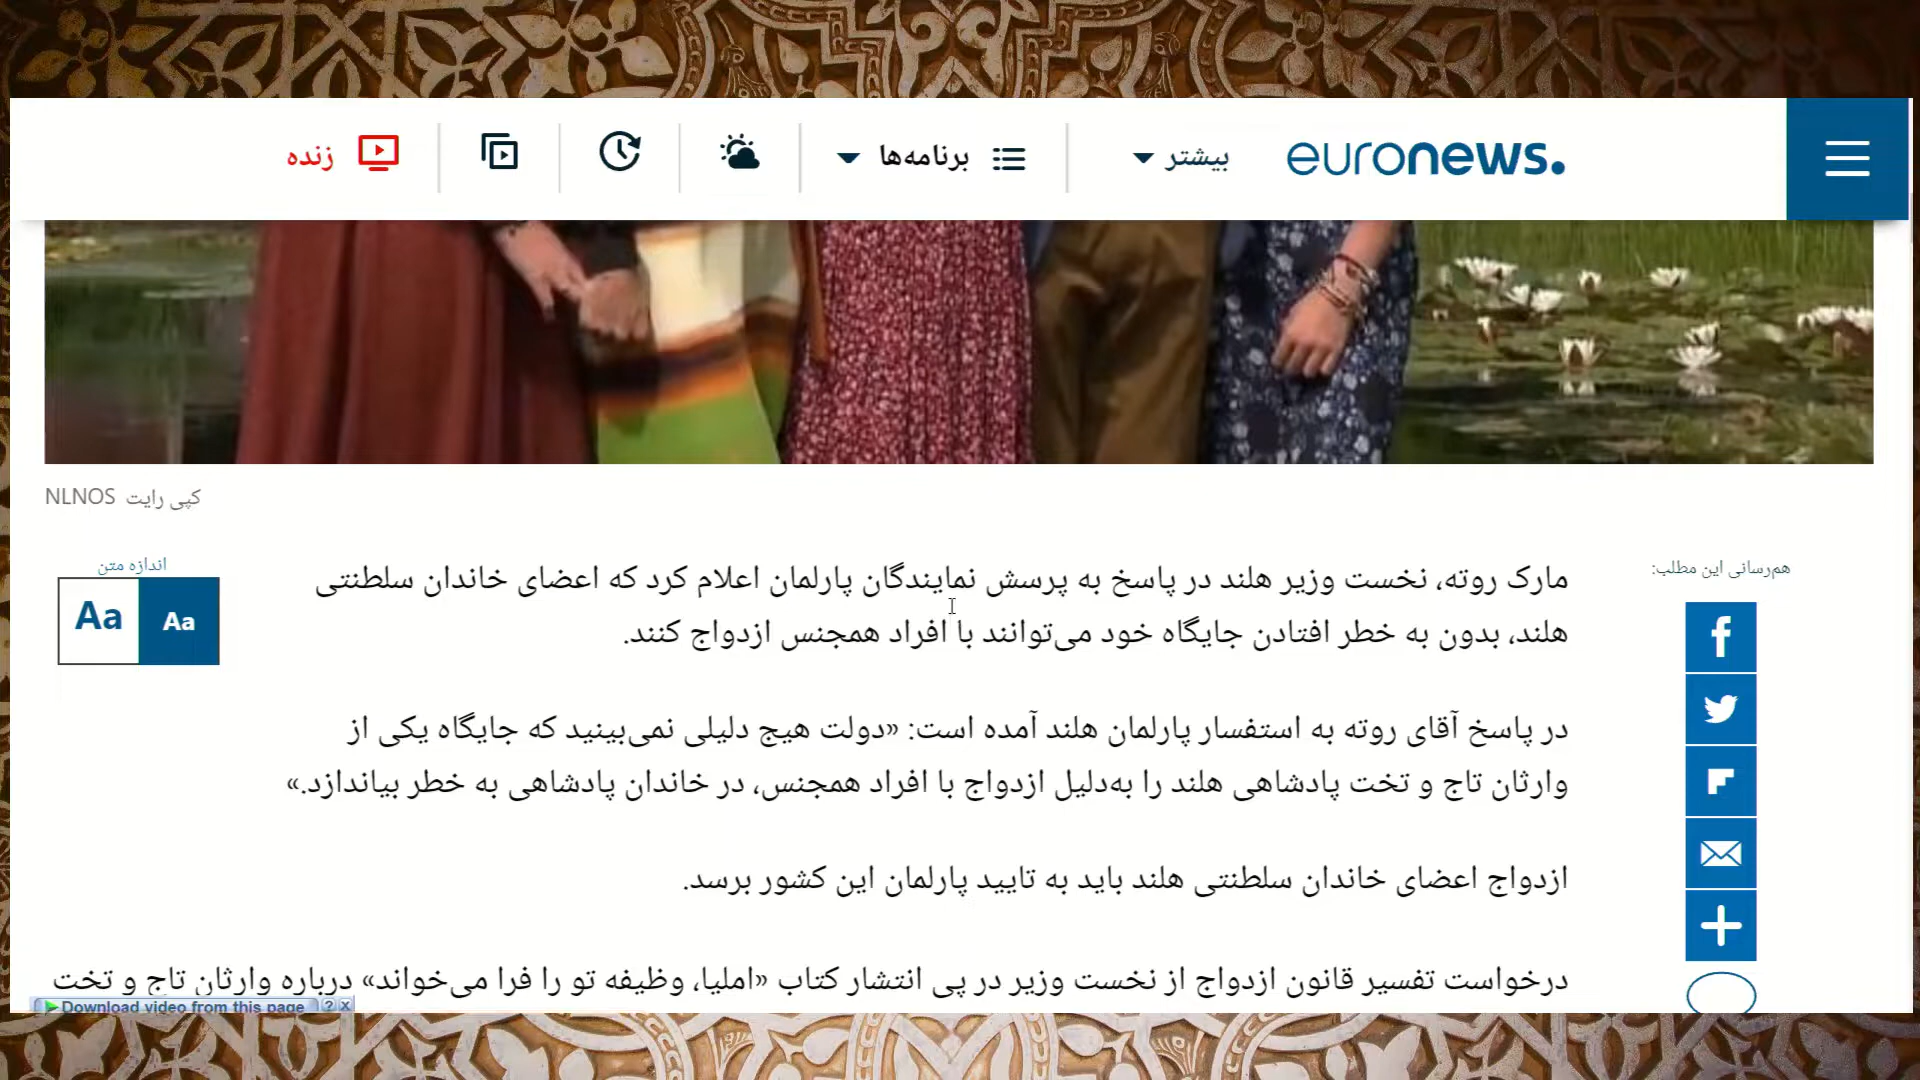 euronews.
بیشتر
برنامه‌ها
زنده
کپی رایت NLNOS
هم‌رسانی این مطلب:
اندازه متن
Aa Aa
مارک روته، نخست وزیر هلند در پاسخ به پرسش نمایندگان پارلمان اعلام کرد که اعضای خاندان سلطنتی
هلند، بدون به خطر افتادن جایگاه خود می‌توانند با افراد همجنس ازدواج کنند.
در پاسخ آقای روته به استفسار پارلمان هلند آمده است: «دولت هیچ دلیلی نمی‌بینید که جایگاه یکی از
وارثان تاج و تخت پادشاهی هلند را به‌دلیل ازدواج با افراد همجنس، در خاندان پادشاهی به خطر بیاندازد.»
ازدواج اعضای خاندان سلطنتی هلند باید به تایید پارلمان این کشور برسد.
درخواست تفسیر قانون ازدواج از نخست وزیر در پی انتشار کتاب «املیا، وظیفه تو را فرا می‌خواند» درباره وارثان تاج و تخت
Download video from this page ? X